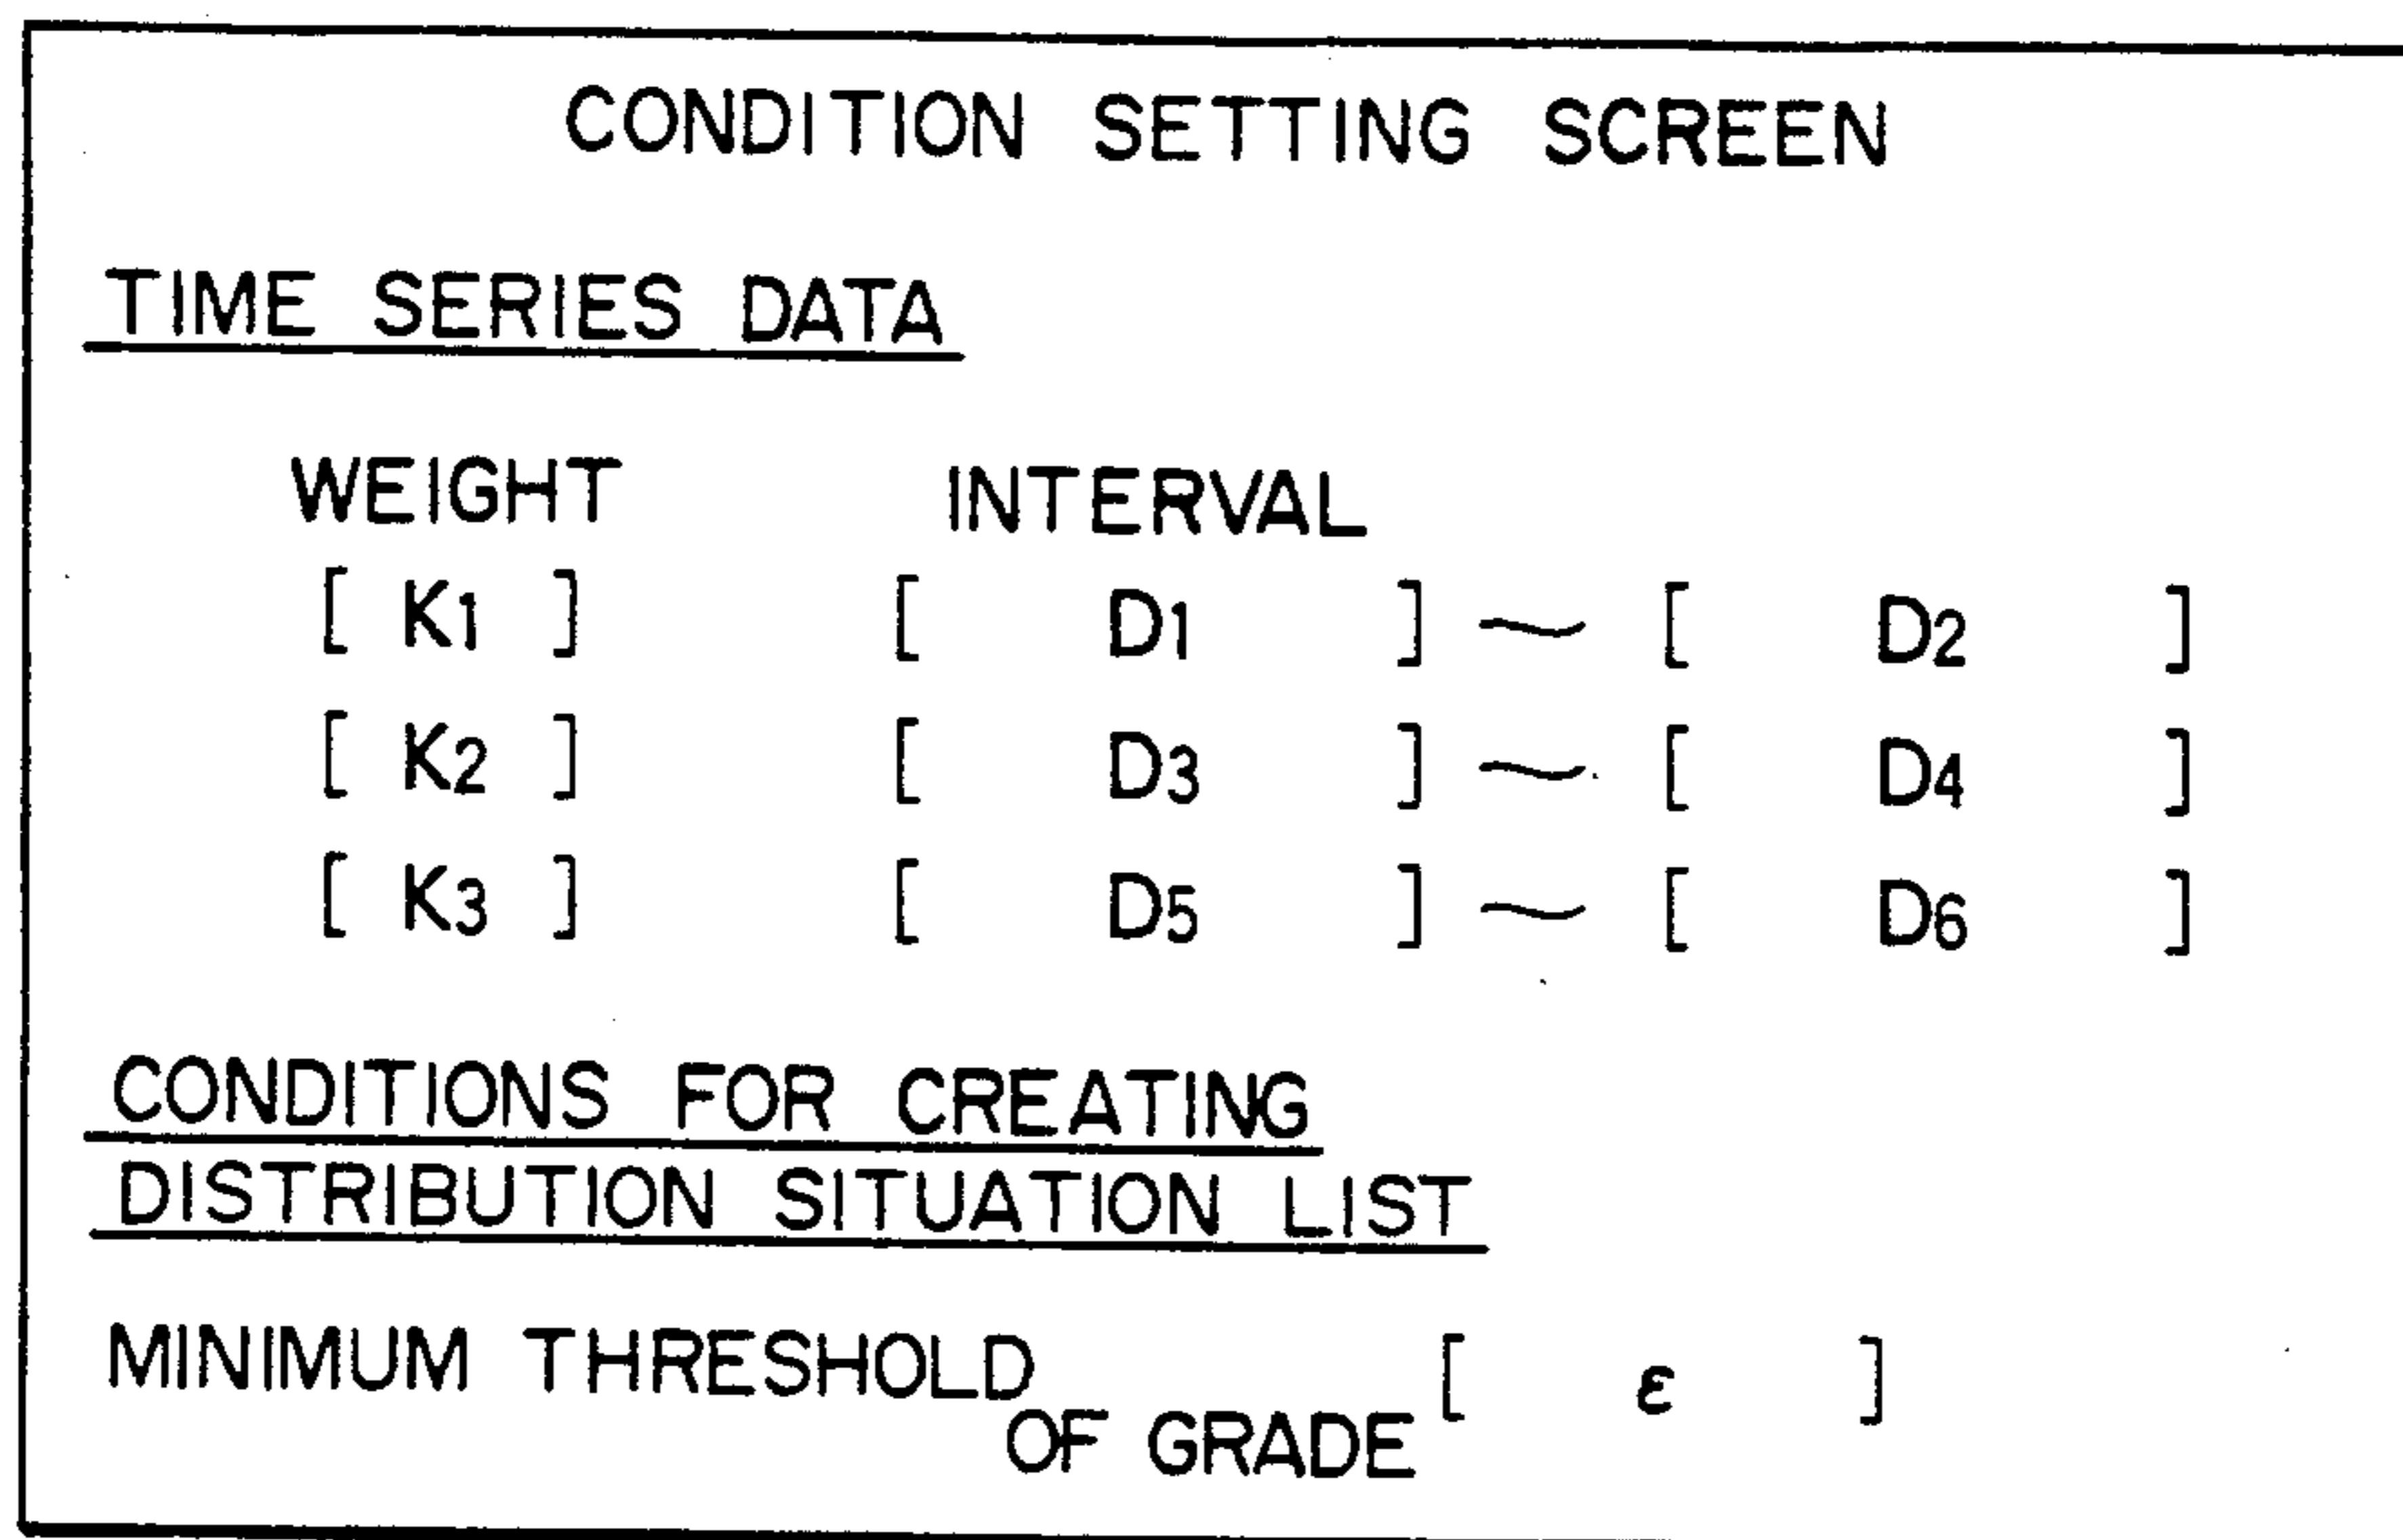 CONDITION SETTING SCREEN
TIME SERIES DATA
WEIGHT INTERVAL
[ K1 ] [ D1 ] ~ [ D2 ]
[ K2 ] [ D3 ] ~ [ D4 ]
[ K3 ] [ D5 ] ~ [ D6 ]
CONDITIONS FOR CREATING
DISTRIBUTION SITUATION LIST
MINIMUM THRESHOLD [ ε ]
OF GRADE